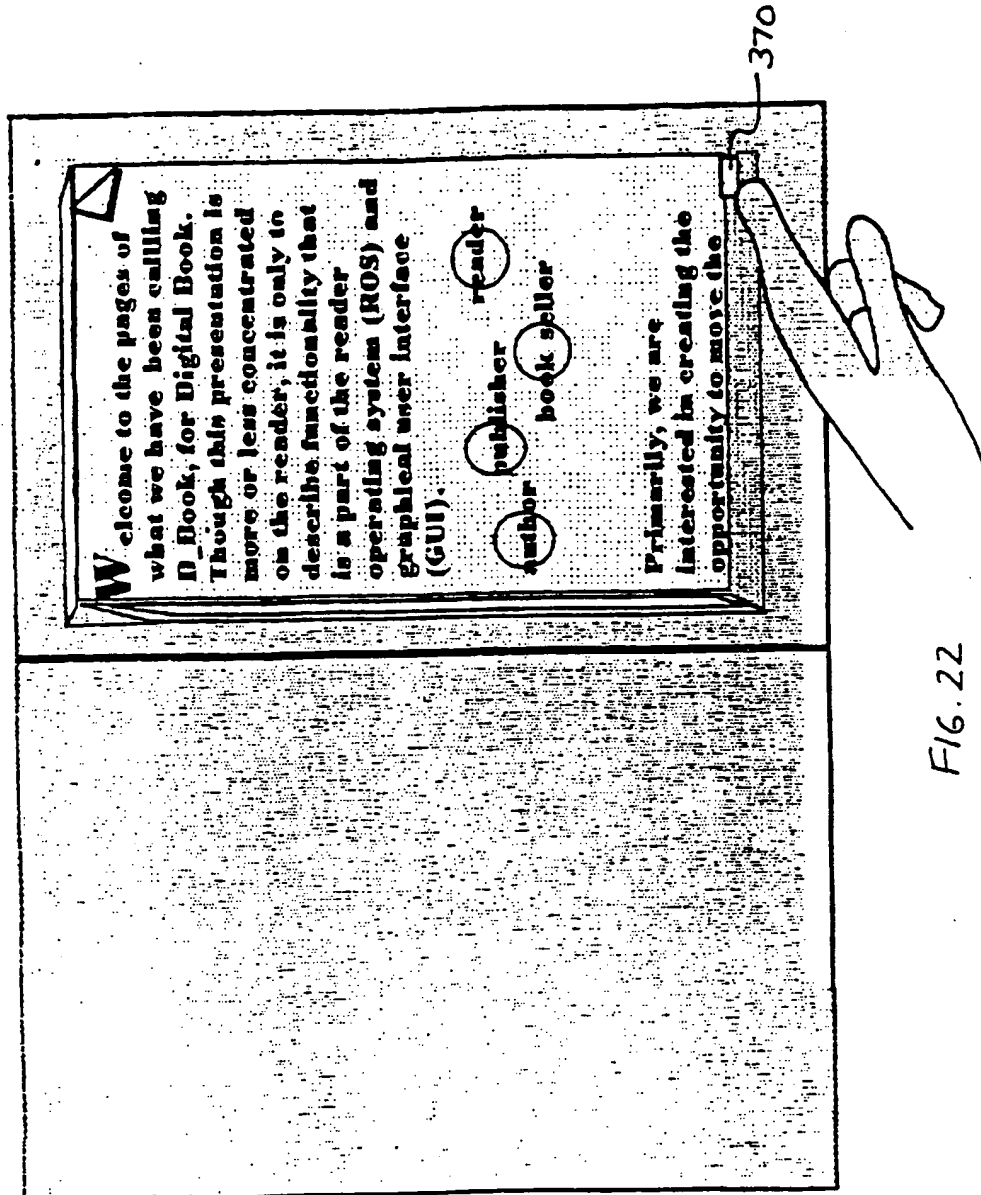 Welcome to the pages of
what we have been calling
D_Book, for Digital Book.
Though this presentation is
more or less concentrated
on the reader, it is only to
describe functionality that
is a part of the reader
operating system (ROS) and
graphical user interface
(GUI).
author
publisher
book seller
reader
Primarily, we are
interested in creating the
opportunity to move the
370
FIG. 22